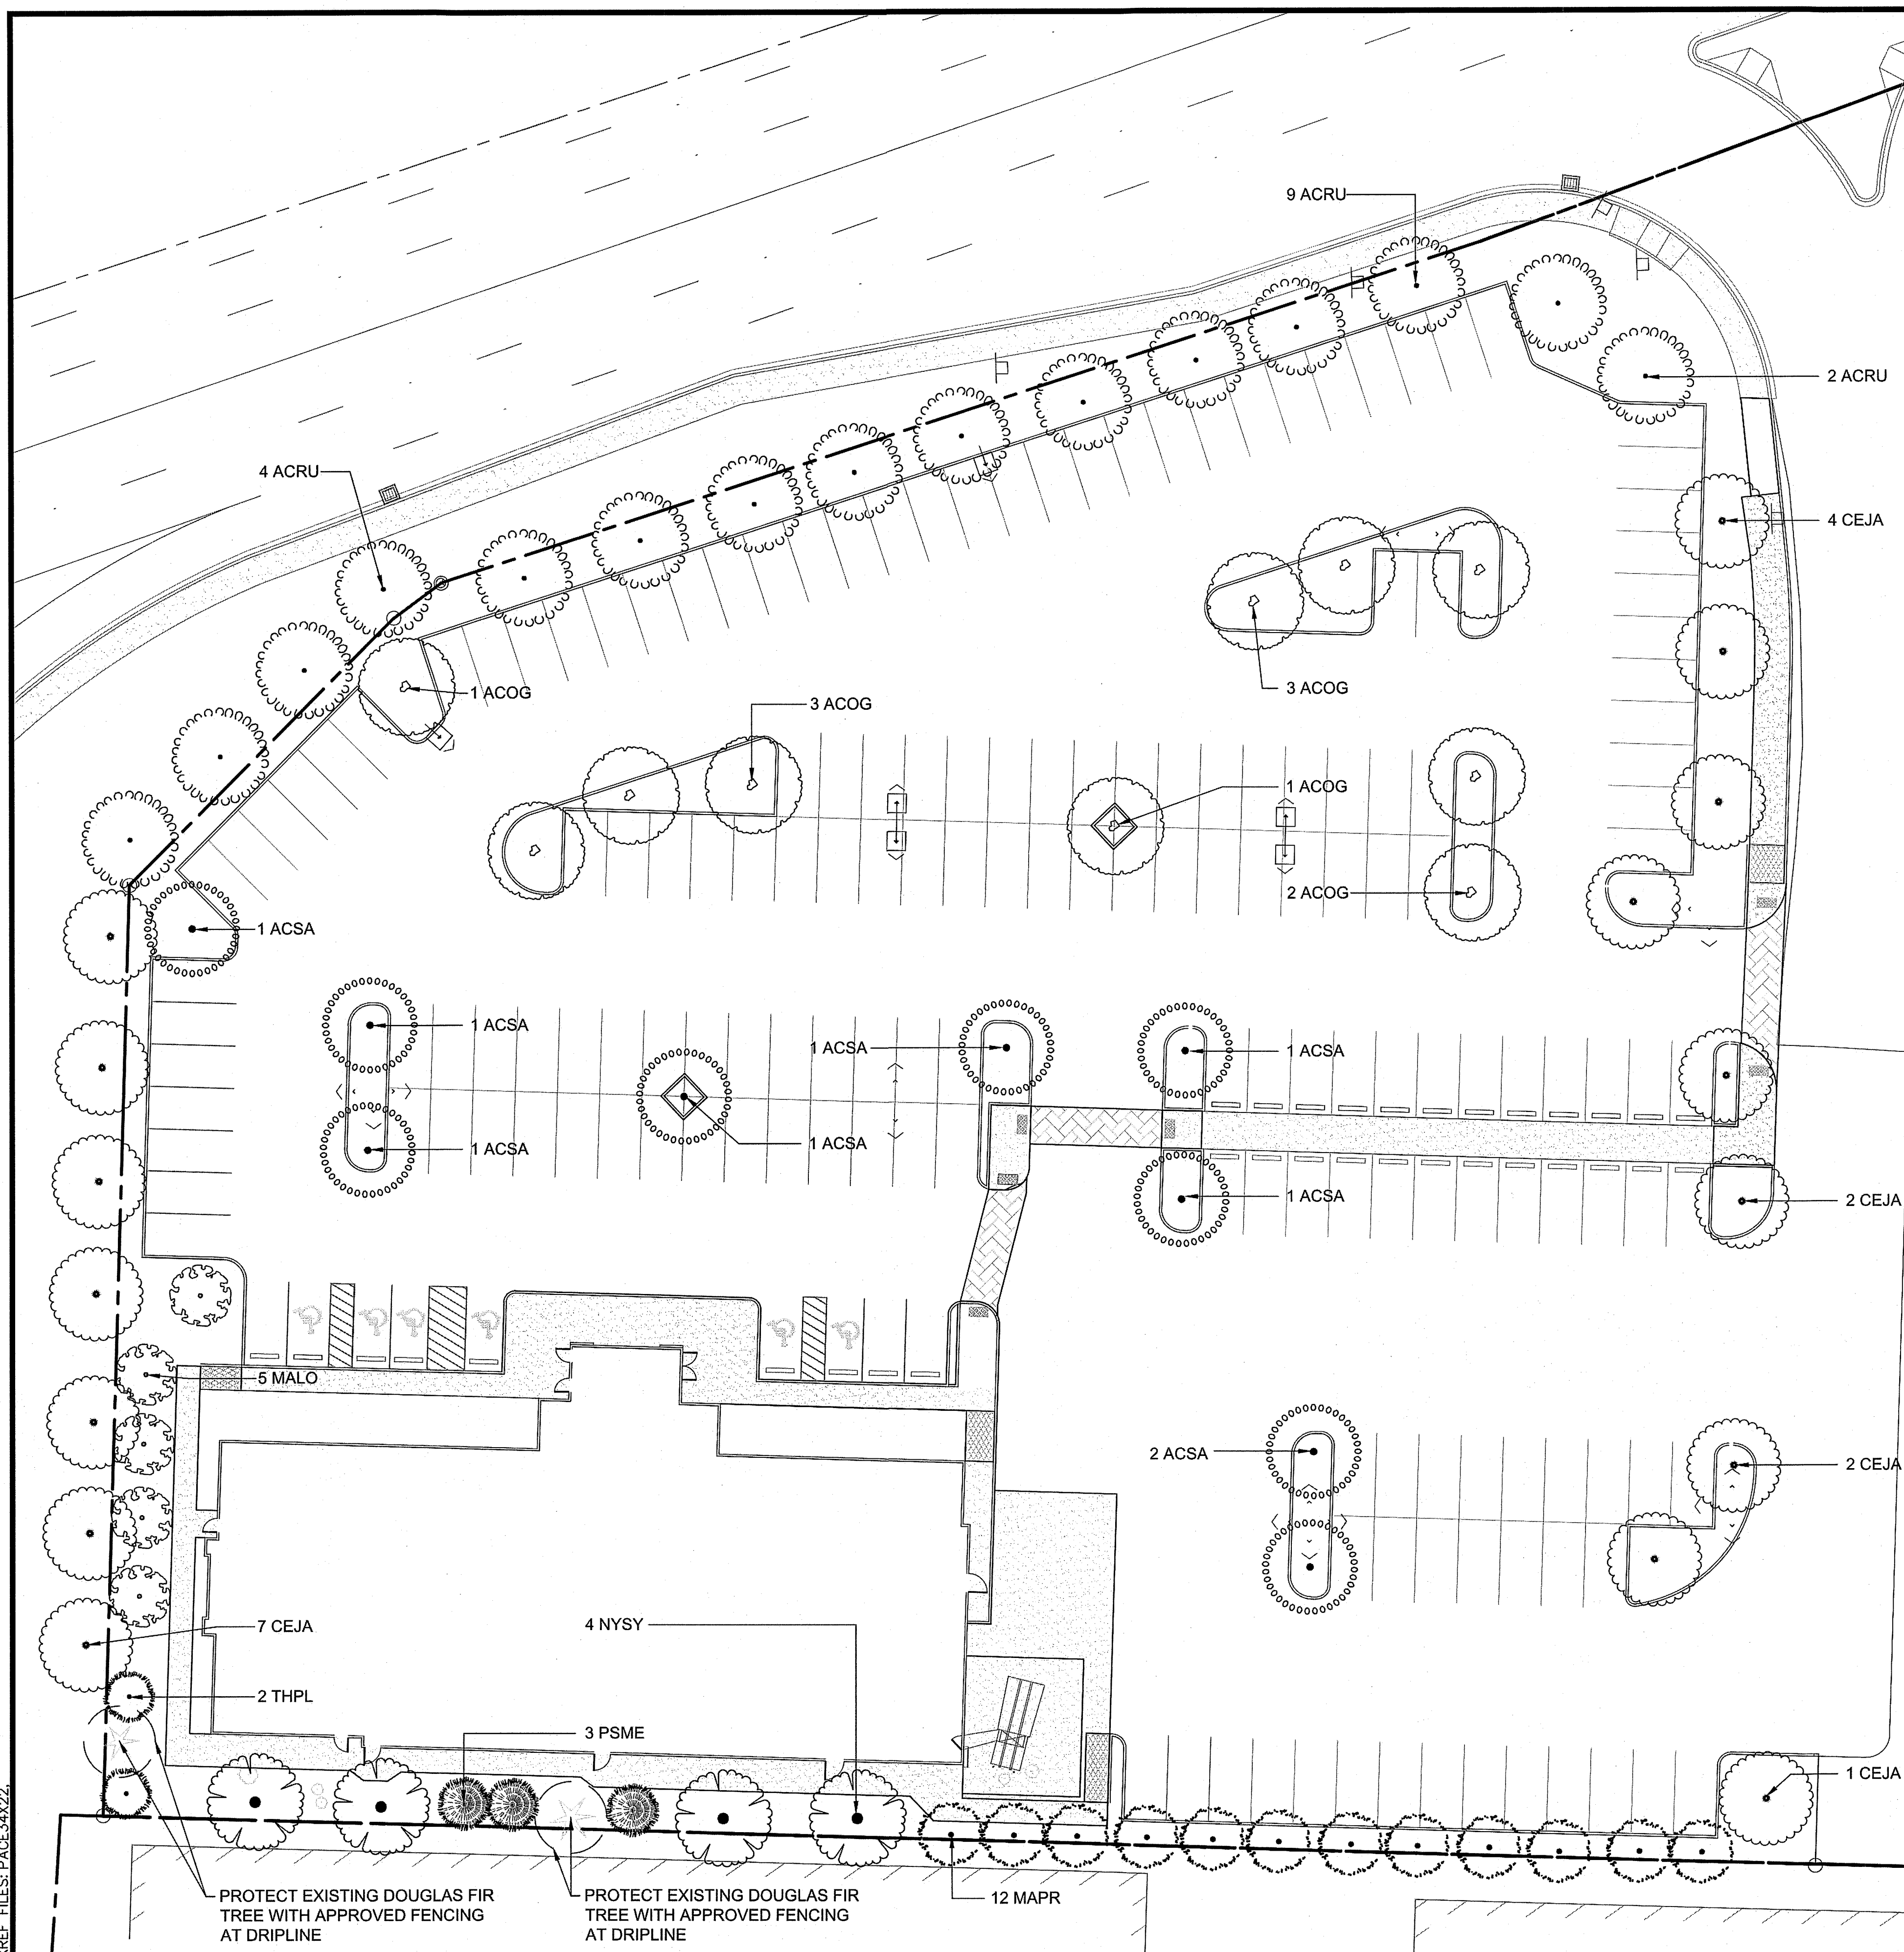 9 ACRU
2 ACRU
4 ACRU
4 CEJA
1 ACOG
3 ACOG
3 ACOG
1 ACOG
2 ACOG
1 ACSA
1 ACSA
1 ACSA
1 ACSA
1 ACSA
1 ACSA
1 ACSA
2 CEJA
5 MALO
2 ACSA
2 CEJA
7 CEJA
4 NYSY
2 THPL
3 PSME
1 CEJA
PROTECT EXISTING DOUGLAS FIR
TREE WITH APPROVED FENCING
AT DRIPLINE
PROTECT EXISTING DOUGLAS FIR
TREE WITH APPROVED FENCING
AT DRIPLINE
12 MAPR
FILES: PACE34X22,